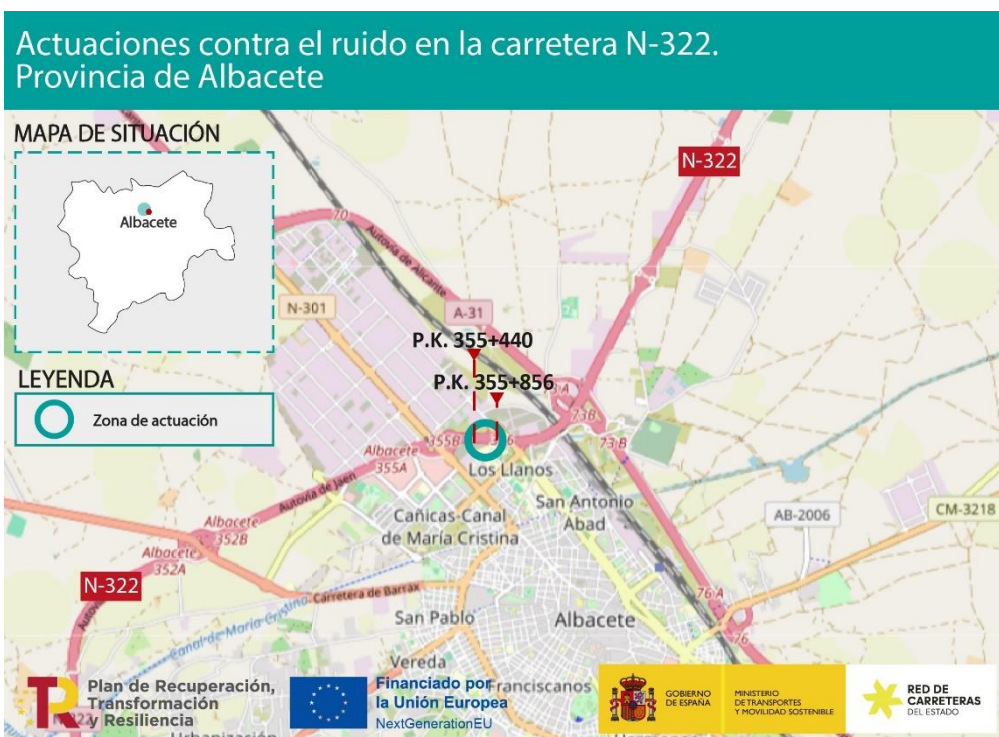 Actuaciones contra el ruido en la carretera N-322.
Provincia de Albacete
MAPA DE SITUACIÓN
Albacete
LEYENDA
Zona de actuación
N-322
70
Autovía de Alicante
N-301
A-31
P.K. 355+440
P.K. 355+856
73B
73 B
Albacete
355A
355B
Los Llanos
Autovía de Jaén
Cañicas-Canal
de María Cristina
San Antonio
Abad
AB-2006
CM-3218
Albacete
352B
Albacete
352A
N-322
Carretera de Barrax
Canal de María Cristina
San Pablo
Albacete
76 A
76
Vereda
Franciscanos
Plan de Recuperación,
Transformación
y Resiliencia
Financiado por
la Unión Europea
NextGenerationEU
GOBIERNO
DE ESPAÑA
MINISTERIO
DE TRANSPORTES
Y MOVILIDAD SOSTENIBLE
RED DE
CARRETERAS
DEL ESTADO